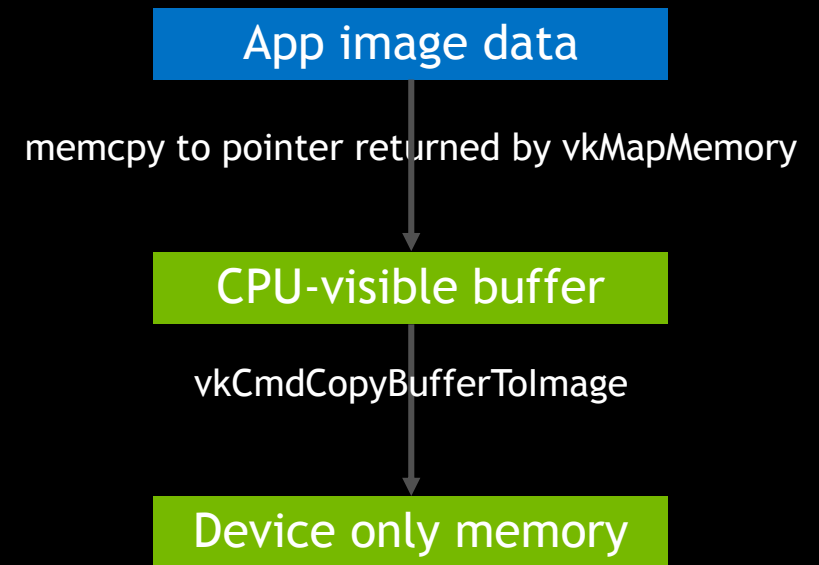 App image data
memcpy to pointer returned by vkMapMemory
CPU-visible buffer
vkCmdCopyBufferToImage
Device only memory